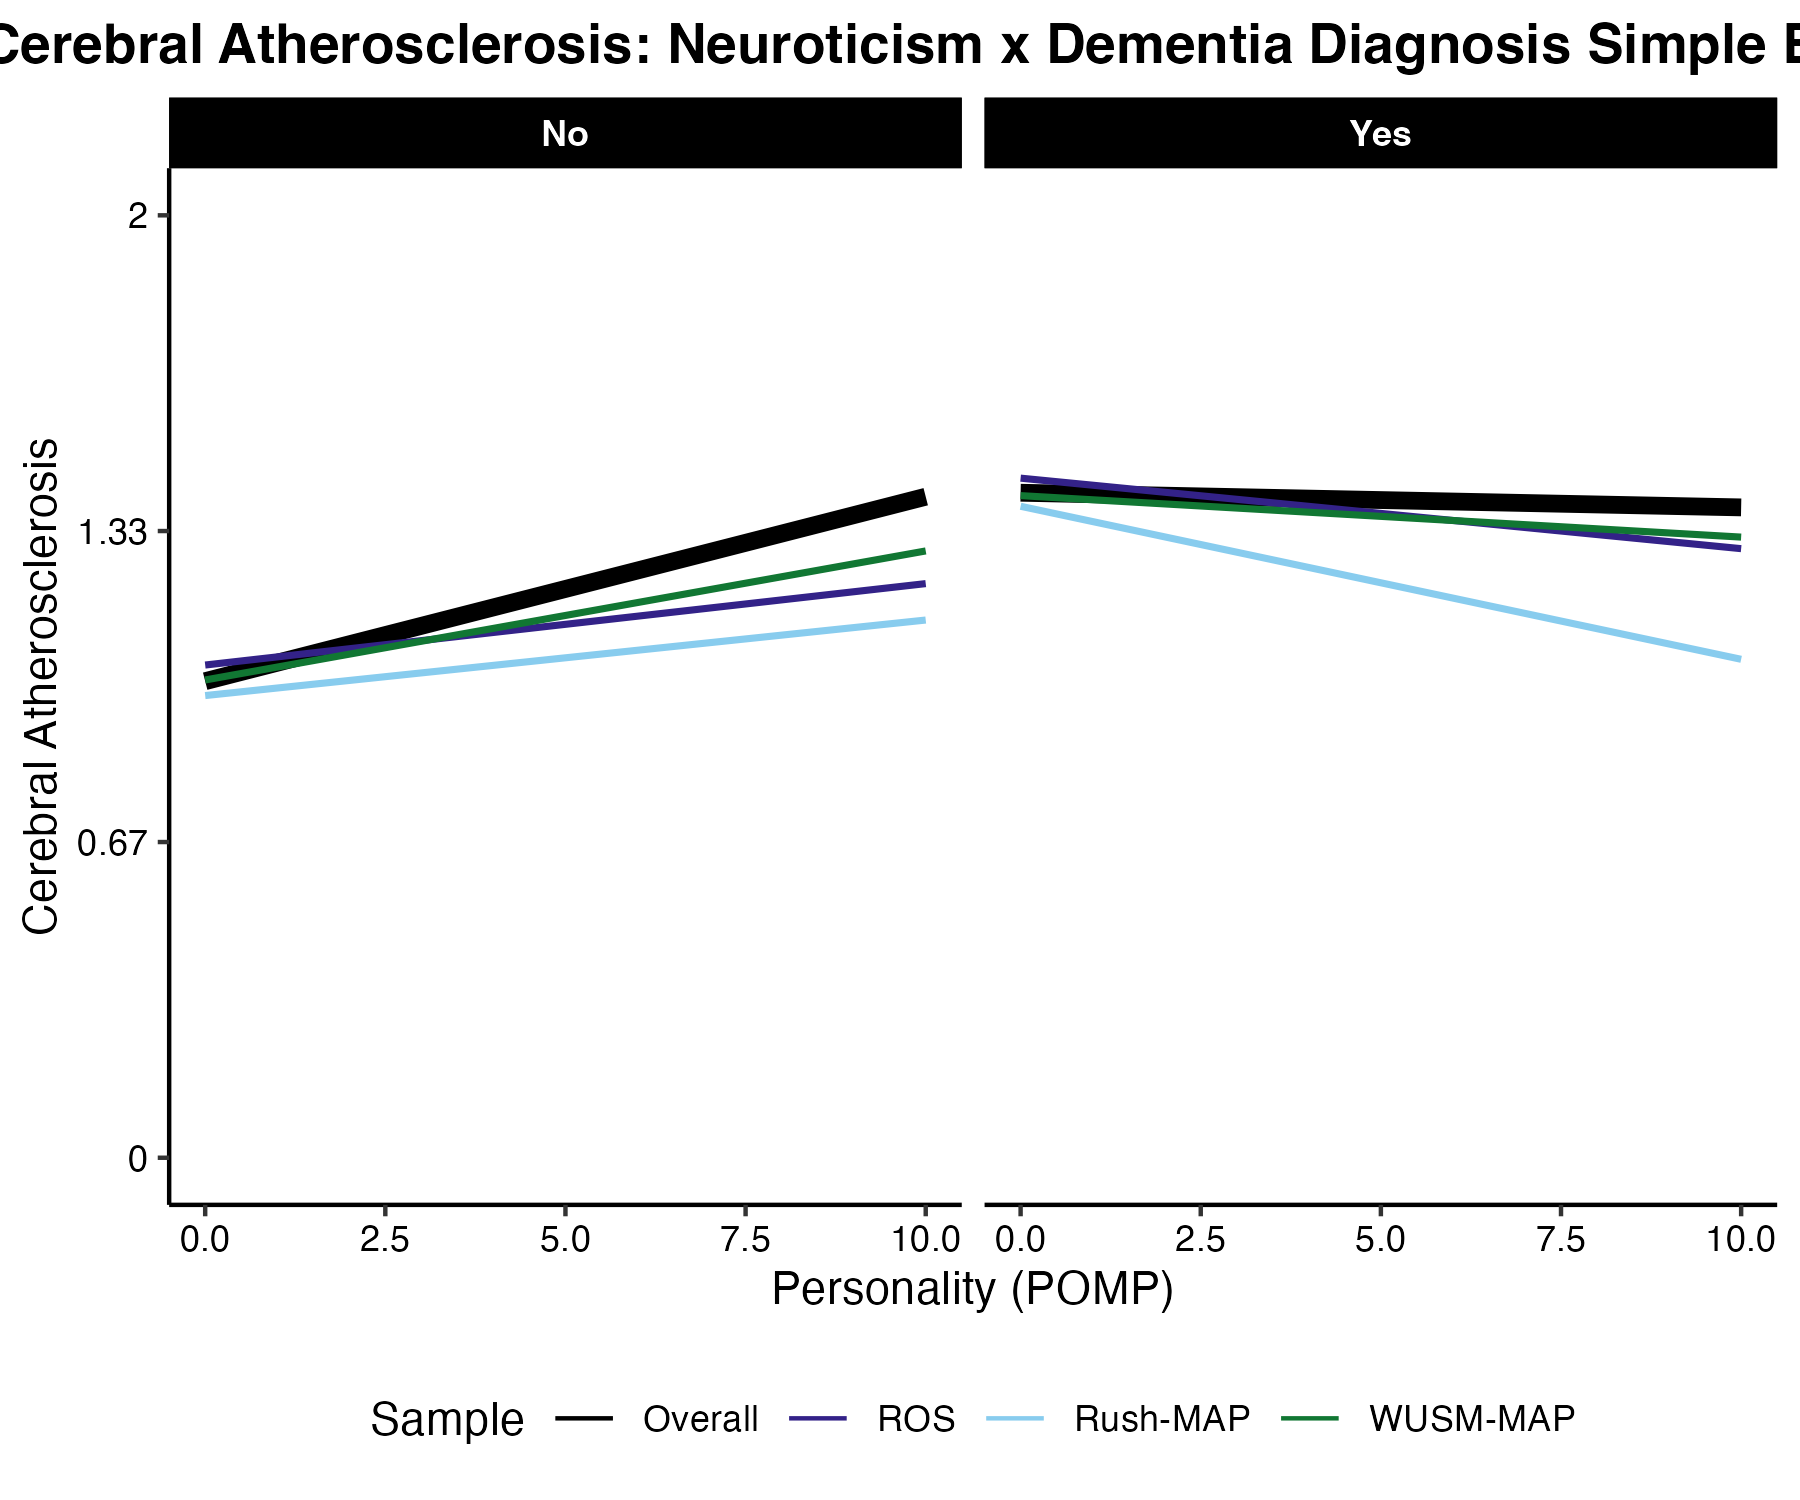 Cerebral Atherosclerosis: Neuroticism x Dementia Diagnosis Simple
No Yes
2
1.33
0.67
0
Cerebral Atherosclerosis
0.0 2.5 5.0 7.5 10.0 0.0 2.5 5.0 7.5 10.0
Personality (POMP)
Sample Overall ROS Rush-MAP WUSM-MAP